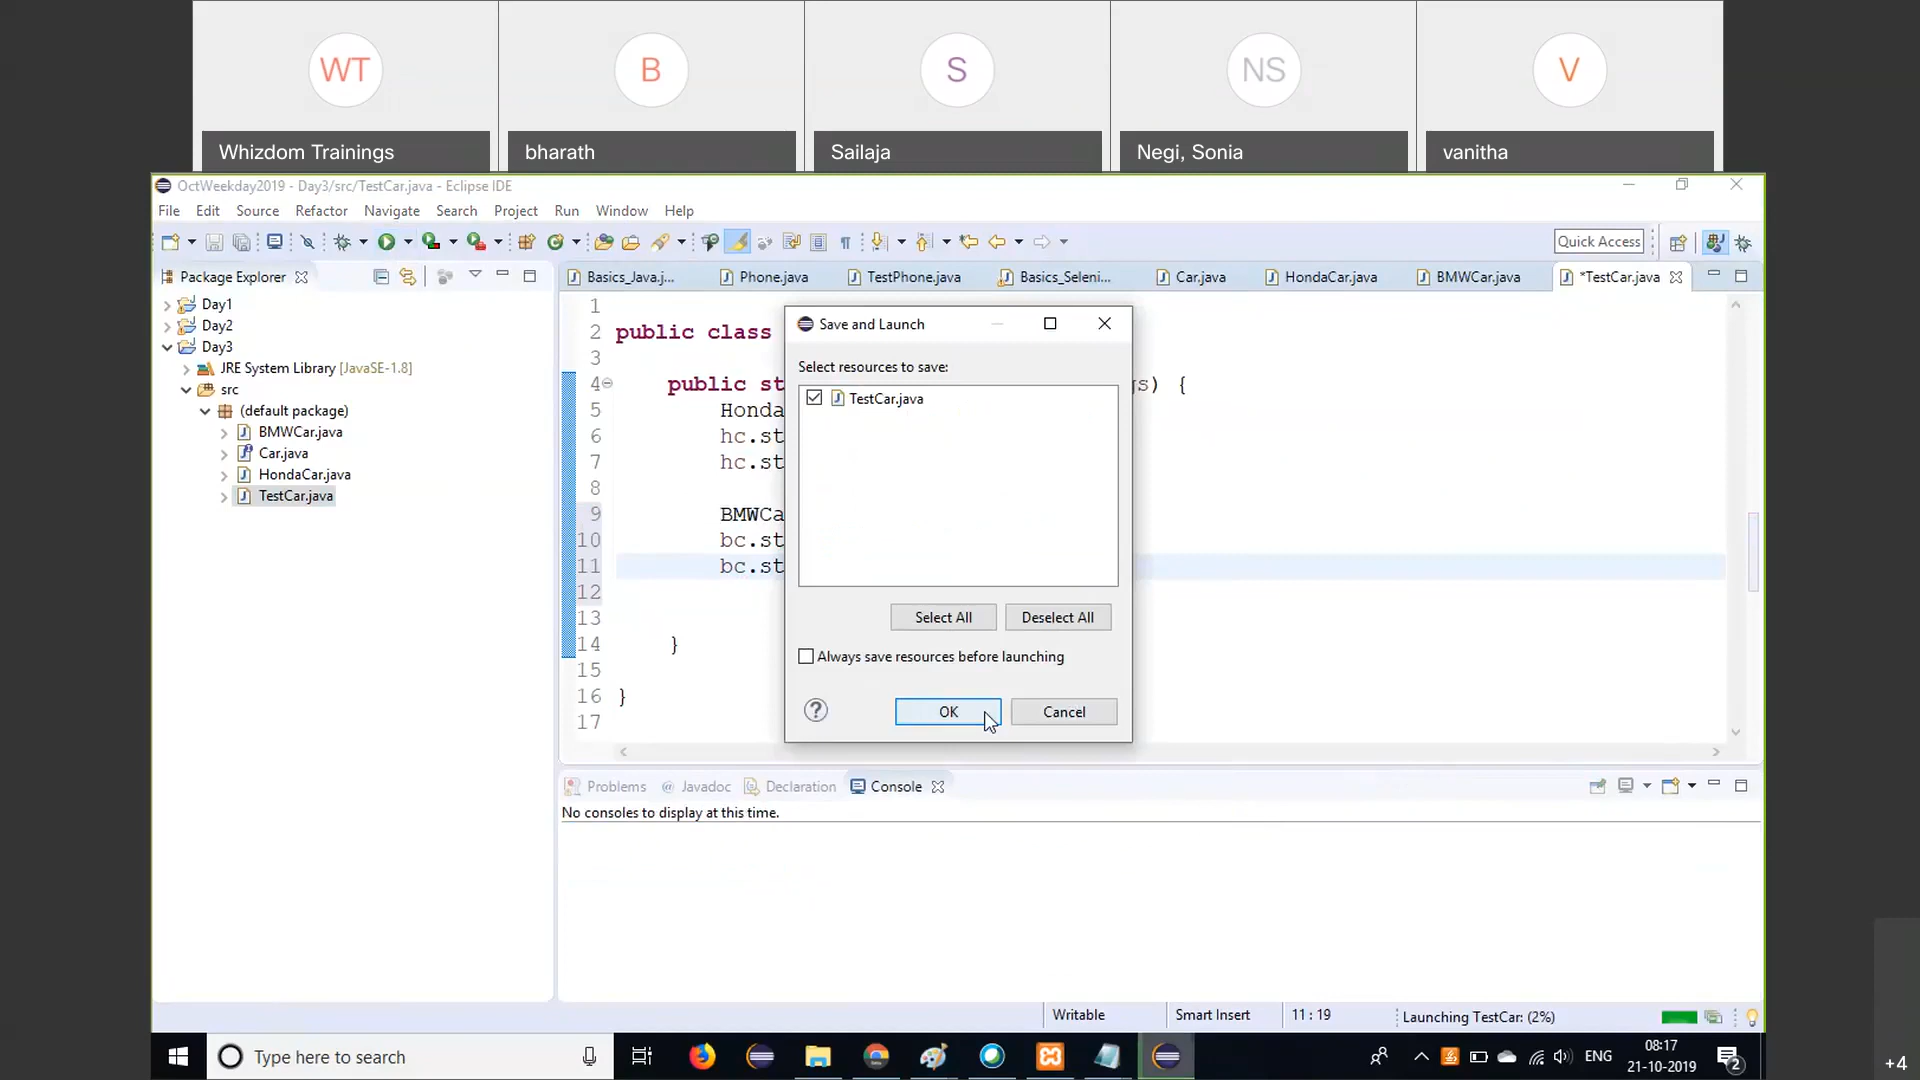 WT
B
S
NS
V
Whizdom Trainings
bharath
Sailaja
Negi, Sonia
vanitha
OctWeekday2019 - Day3/src/TestCar.java - Eclipse IDE
File Edit Source Refactor Navigate Search Project Run Window Help
Quick Access
Package Explorer
Basics_Java.j...
Phone.java
TestPhone.java
Basics_Seleni...
Car.java
HondaCar.java
BMWCar.java
*TestCar.java
Day1
Day2
Day3
JRE System Library [JavaSE-1.8]
src
(default package)
BMWCar.java
Car.java
HondaCar.java
TestCar.java
1
2 public class
3
4 public st gs) {
5 Honda
6 hc.st
7 hc.st
8
9 BMWCa
10 bc.st
11 bc.st
12
13
14 }
15
16 }
17
Save and Launch
Select resources to save:
TestCar.java
Select All Deselect All
Always save resources before launching
? OK Cancel
Problems @ Javadoc Declaration Console
No consoles to display at this time.
Writable Smart Insert 11 : 19 Launching TestCar: (2%)
Type here to search
ENG
08:17
21-10-2019
2
+4